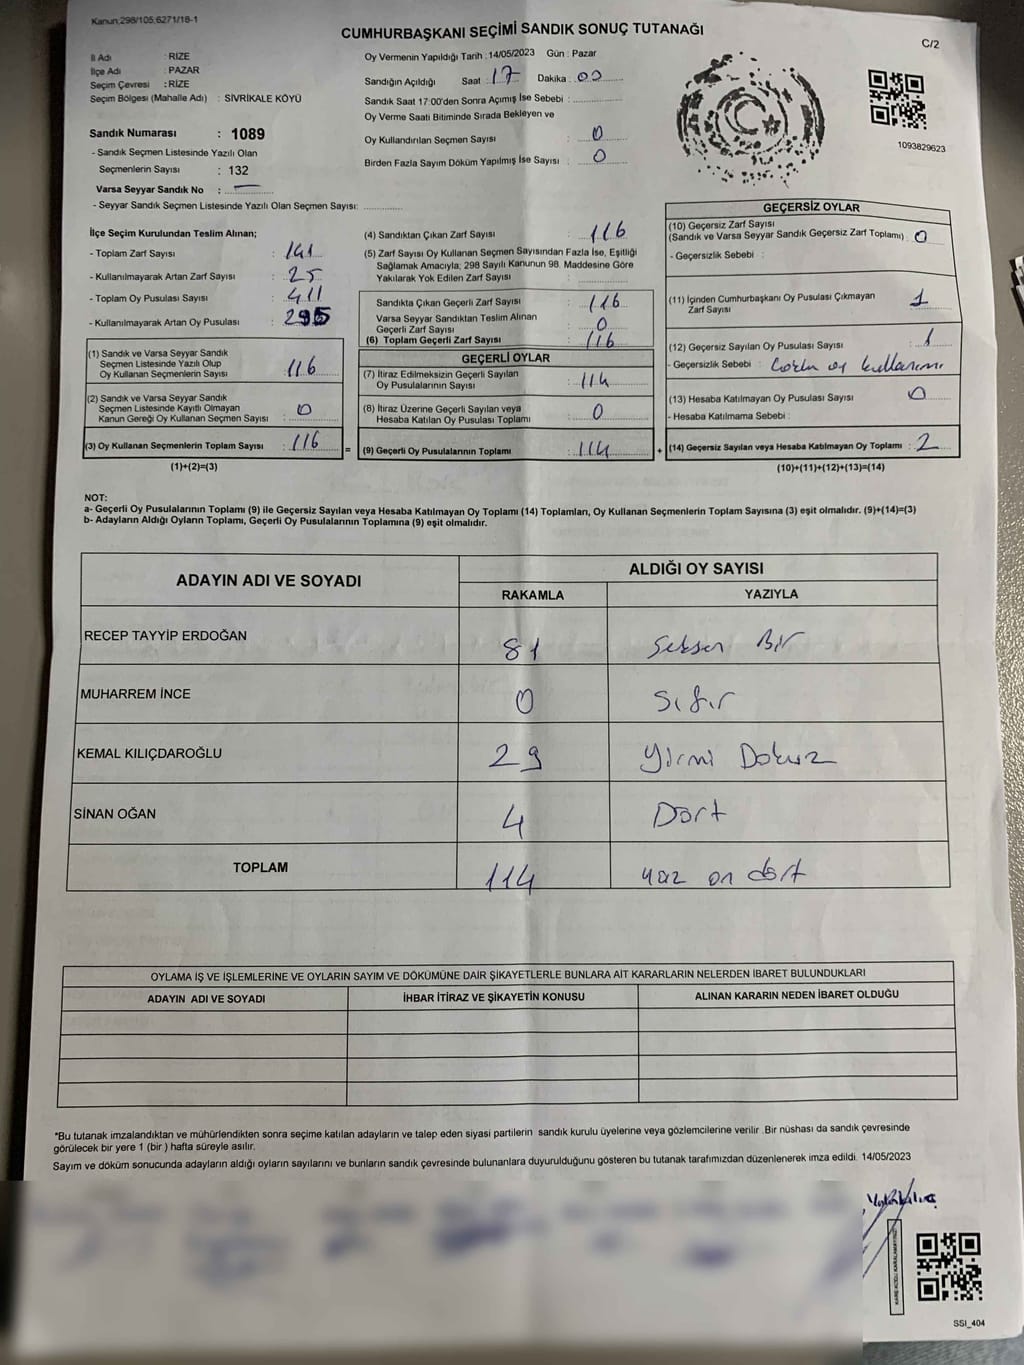 Kanun;298/105,6271/18-1
CUMHURBAŞKANI SEÇİMİ SANDIK SONUÇ TUTANAĞI
C/2
İl Adı : RİZE
İlçe Adı : PAZAR
Seçim Çevresi : RİZE
Seçim Bölgesi (Mahalle Adı) : SİVRİKALE KÖYÜ
Sandık Numarası : 1089
- Sandık Seçmen Listesinde Yazılı Olan
Seçmenlerin Sayısı : 132
Varsa Seyyar Sandık No :
- Seyyar Sandık Seçmen Listesinde Yazılı Olan Seçmen Sayısı:
Oy Vermenin Yapıldığı Tarih : 14/05/2023 Gün : Pazar
Sandığın Açıldığı Saat : 17 Dakika : 00
Sandık Saat 17:00'den Sonra Açımış İse Sebebi :
Oy Verme Saati Bitiminde Sırada Bekleyen ve
Oy Kullandırılan Seçmen Sayısı : 0
Birden Fazla Sayım Döküm Yapılmış İse Sayısı : 0
1093829623
İlçe Seçim Kurulundan Teslim Alınan;
- Toplam Zarf Sayısı : 141
- Kullanılmayarak Artan Zarf Sayısı : 25
- Toplam Oy Pusulası Sayısı : 411
- Kullanılmayarak Artan Oy Pusulası : 295
(1) Sandık ve Varsa Seyyar Sandık
Seçmen Listesinde Yazılı Olup
Oy Kullanan Seçmenlerin Sayısı : 116
(2) Sandık ve Varsa Seyyar Sandık
Seçmen Listesinde Kayıtlı Olmayan
Kanun Gereği Oy Kullanan Seçmen Sayısı : 0
(3) Oy Kullanan Seçmenlerin Toplam Sayısı : 116
(1)+(2)=(3)
(4) Sandıktan Çıkan Zarf Sayısı : 116
(5) Zarf Sayısı Oy Kullanan Seçmen Sayısından Fazla İse, Eşitliği
Sağlamak Amacıyla; 298 Sayılı Kanunun 98. Maddesine Göre
Yakılarak Yok Edilen Zarf Sayısı :
Sandıkta Çıkan Geçerli Zarf Sayısı : 116
Varsa Seyyar Sandıktan Teslim Alınan
Geçerli Zarf Sayısı : 0
(6) Toplam Geçerli Zarf Sayısı : 116
GEÇERLİ OYLAR
(7) İtiraz Edilmeksizin Geçerli Sayılan
Oy Pusulalarının Sayısı : 114
(8) İtiraz Üzerine Geçerli Sayılan veya
Hesaba Katılan Oy Pusulası Toplamı : 0
= (9) Geçerli Oy Pusulalarının Toplamı : 114 +
GEÇERSİZ OYLAR
(10) Geçersiz Zarf Sayısı
(Sandık ve Varsa Seyyar Sandık Geçersiz Zarf Toplamı) : 0
- Geçersizlik Sebebi :
(11) İçinden Cumhurbaşkanı Oy Pusulası Çıkmayan
Zarf Sayısı : 1
(12) Geçersiz Sayılan Oy Pusulası Sayısı : 1
- Geçersizlik Sebebi : oy kullanımı
(13) Hesaba Katılmayan Oy Pusulası Sayısı : 0
- Hesaba Katılmama Sebebi :
(14) Geçersiz Sayılan veya Hesaba Katılmayan Oy Toplamı : 2
(10)+(11)+(12)+(13)=(14)
NOT:
a- Geçerli Oy Pusulalarının Toplamı (9) ile Geçersiz Sayılan veya Hesaba Katılmayan Oy Toplamı (14) Toplamları, Oy Kullanan Seçmenlerin Toplam Sayısına (3) eşit olmalıdır. (9)+(14)=(3)
b- Adayların Aldığı Oyların Toplamı, Geçerli Oy Pusulalarının Toplamına (9) eşit olmalıdır.
ADAYIN ADI VE SOYADI ALDIĞI OY SAYISI
RAKAMLA YAZIYLA
RECEP TAYYİP ERDOĞAN 81 Seksen Bir
MUHARREM İNCE 0 Sıfır
KEMAL KILIÇDAROĞLU 29 Yirmi Dokuz
SİNAN OĞAN 4 Dört
TOPLAM 114 yüz on dört
OYLAMA İŞ VE İŞLEMLERİNE VE OYLARIN SAYIM VE DÖKÜMÜNE DAİR ŞİKAYETLERLE BUNLARA AİT KARARLARIN NELERDEN İBARET BULUNDUKLARI
ADAYIN ADI VE SOYADI İHBAR İTİRAZ VE ŞİKAYETİN KONUSU ALINAN KARARIN NEDEN İBARET OLDUĞU
*Bu tutanak imzalandıktan ve mühürlendikten sonra seçime katılan adayların ve talep eden siyasi partilerin sandık kurulu üyelerine veya gözlemcilerine verilir .Bir nüshası da sandık çevresinde
görülecek bir yere 1 (bir ) hafta süreyle asılır.
Sayım ve döküm sonucunda adayların aldığı oyların sayılarını ve bunların sandık çevresinde bulunanlara duyurulduğunu gösteren bu tutanak tarafımızdan düzenlenerek imza edildi. 14/05/2023
KARE KODU KARALAMAYINIZ
SSI_404